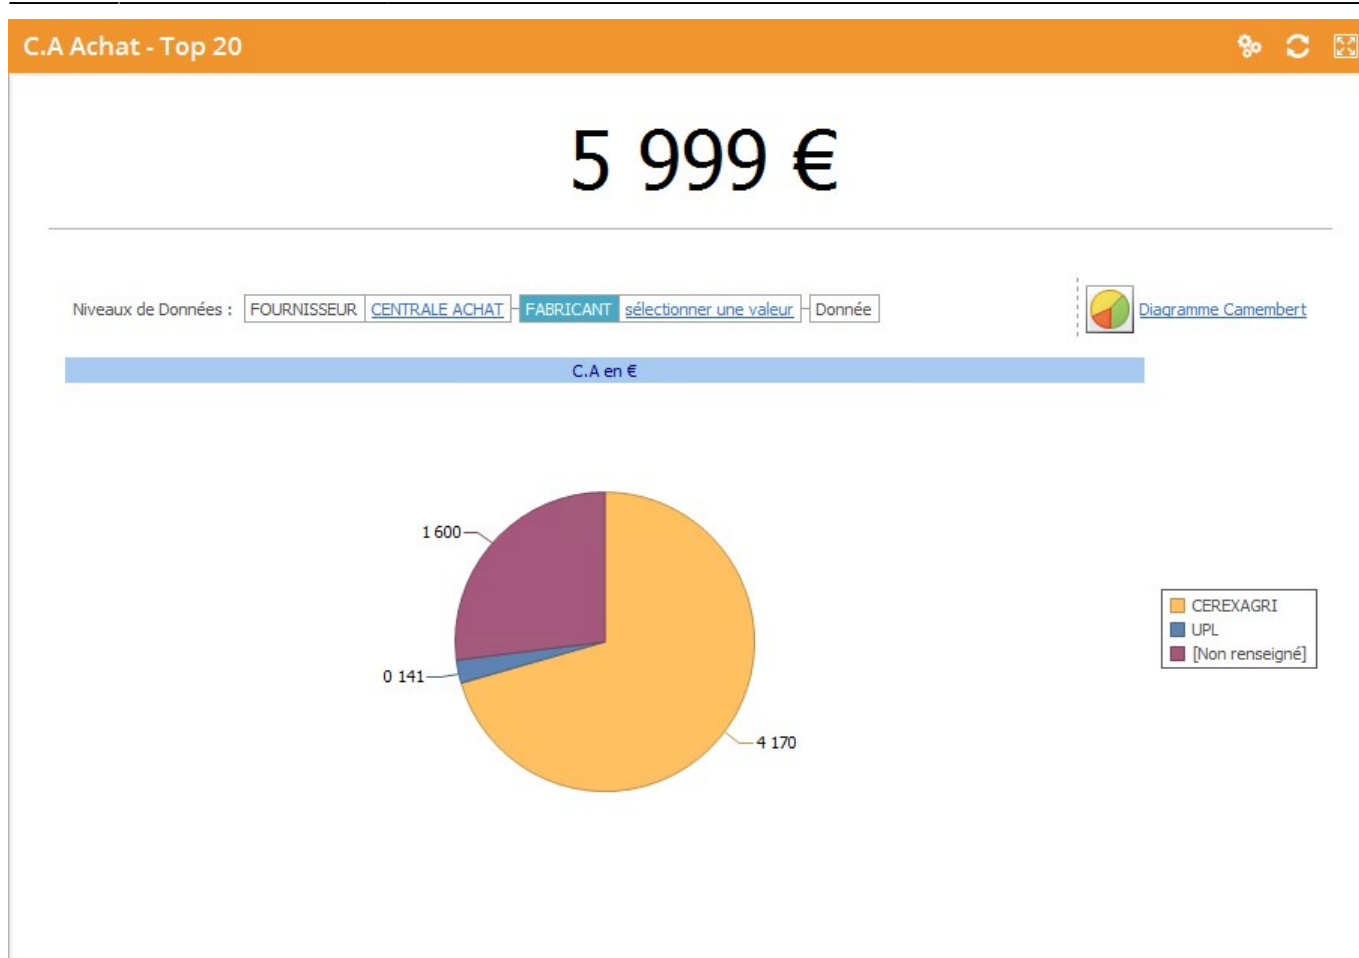 C.A Achat - Top 20
5 999 €
Niveaux de Données : FOURNISSEUR CENTRALE ACHAT FABRICANT sélectionner une valeur Donnée Diagramme Camembert
C.A en €
1 600
0 141
4 170
CEREXAGRI
UPL
[Non renseigné]